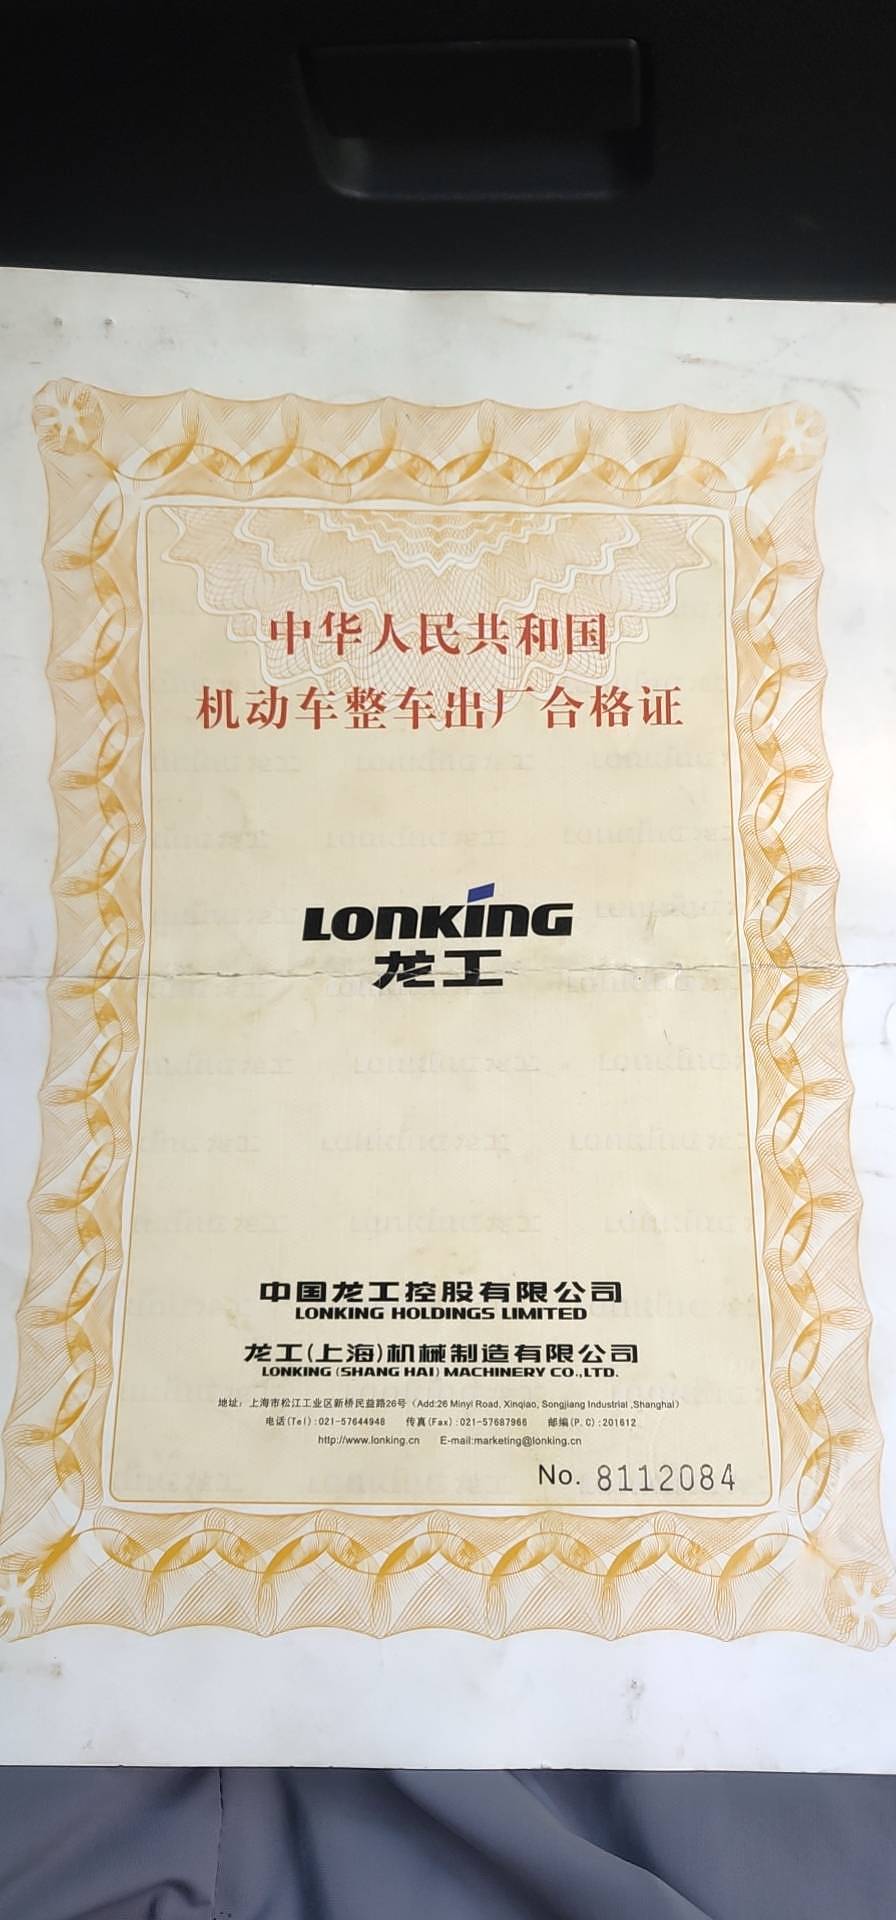 中华人民共和国
机动车整车出厂合格证
LONKING
龙工
中国龙工控股有限公司
LONKING HOLDINGS LIMITED
龙工(上海)机械制造有限公司
LONKING (SHANG HAI) MACHINERY CO.,LTD.
地址：上海市松江工业区新桥民益路26号（Add:26 Minyi Road, Xinqiao, Songjiang Industrial ,Shanghai）
电话(Tel):021-57644948 传真(Fax):021-57687966 邮编(P.C):201612
http://www.lonking.cn E-mail:marketing@lonking.cn
No. 8112084